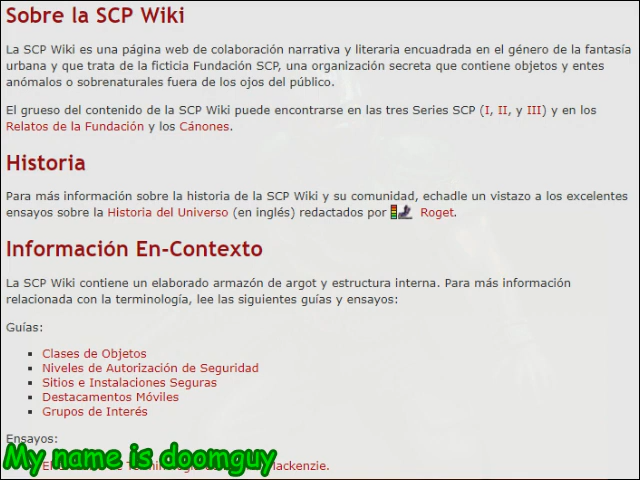 Sobre la SCP Wiki
La SCP Wiki es una página web de colaboración narrativa y literaria encuadrada en el género de la fantasía
urbana y que trata de la ficticia Fundación SCP, una organización secreta que contiene objetos y entes
anómalos o sobrenaturales fuera de los ojos del público.
El grueso del contenido de la SCP Wiki puede encontrarse en las tres Series SCP (I, II, y III) y en los
Relatos de la Fundación y los Cánones.
Historia
Para más información sobre la historia de la SCP Wiki y su comunidad, echadle un vistazo a los excelentes
ensayos sobre la Historia del Universo (en inglés) redactados por Roget.
Información En-Contexto
La SCP Wiki contiene un elaborado armazón de argot y estructura interna. Para más información
relacionada con la terminología, lee las siguientes guías y ensayos:
Guías:
Clases de Objetos
Niveles de Autorización de Seguridad
Sitios e Instalaciones Seguras
Destacamentos Móviles
Grupos de Interés
Ensayos:
My name is doomguy
Mackenzie.